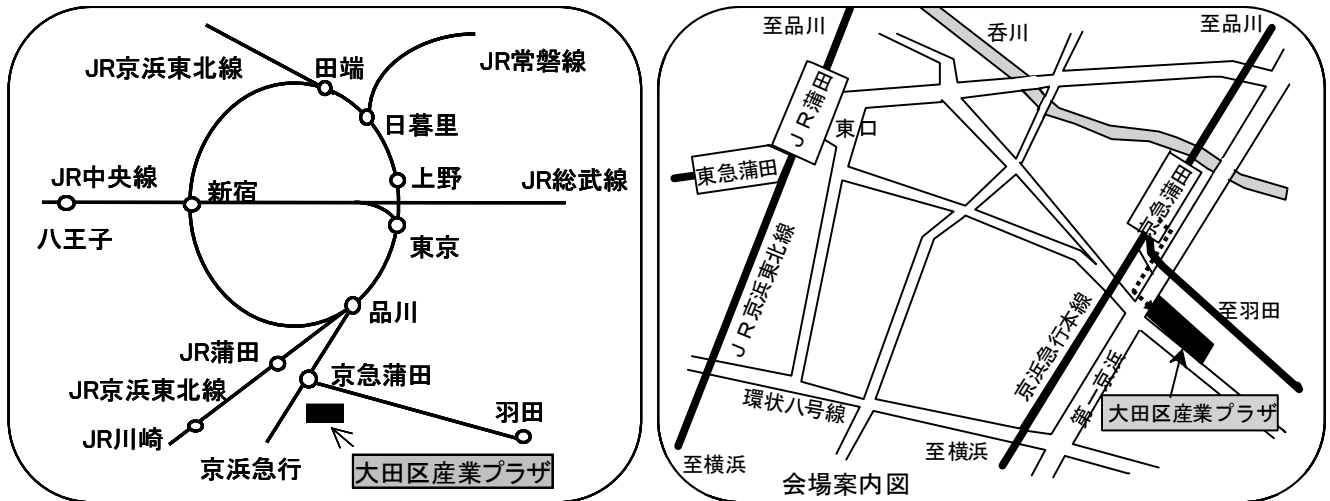 JR京浜東北線
田端
JR常磐線
日暮里
上野
JR中央線
新宿
JR総武線
八王子
東京
品川
JR蒲田
JR京浜東北線
京急蒲田
羽田
JR川崎
京浜急行
大田区産業プラザ
至品川
呑川
至品川
JR蒲田
東口
東急蒲田
京急蒲田
JR京浜東北線
至羽田
京浜急行本線
第一京浜
環状八号線
大田区産業プラザ
至横浜
至横浜
会場案内図